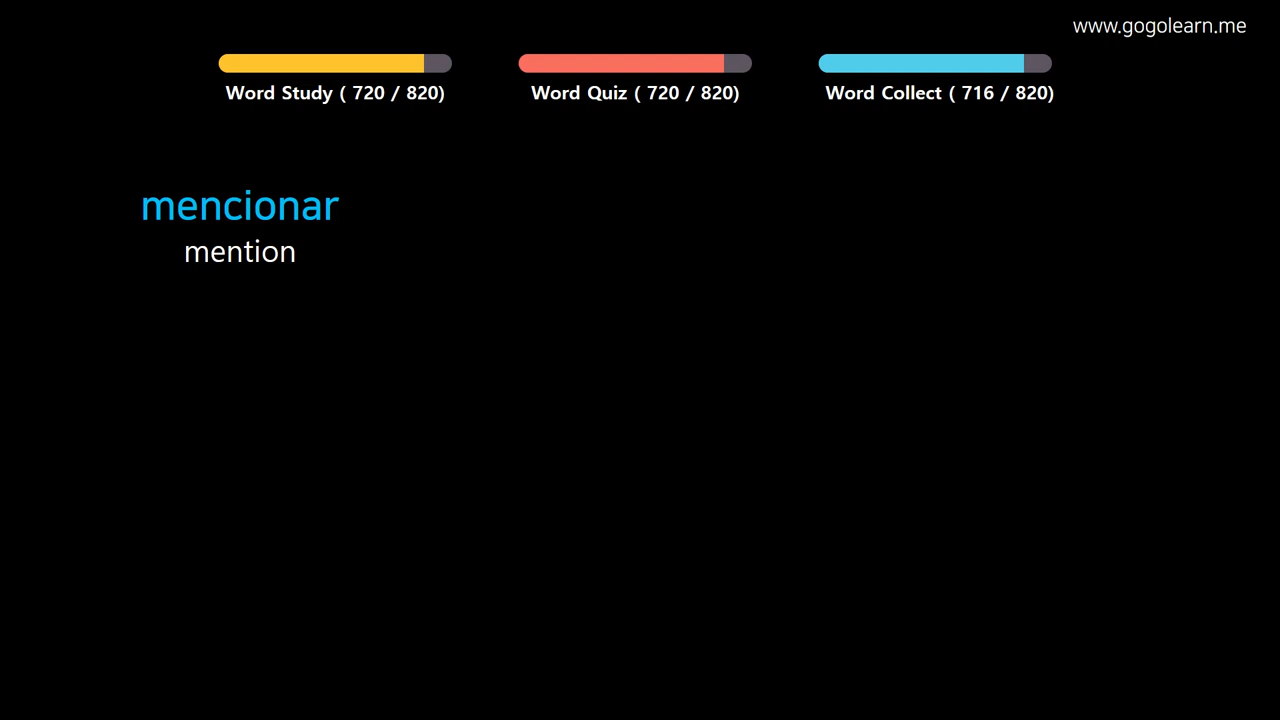 www.gogolearn.me
Word Study ( 720 / 820)
Word Quiz ( 720 / 820)
Word Collect ( 716 / 820)
mencionar
mention